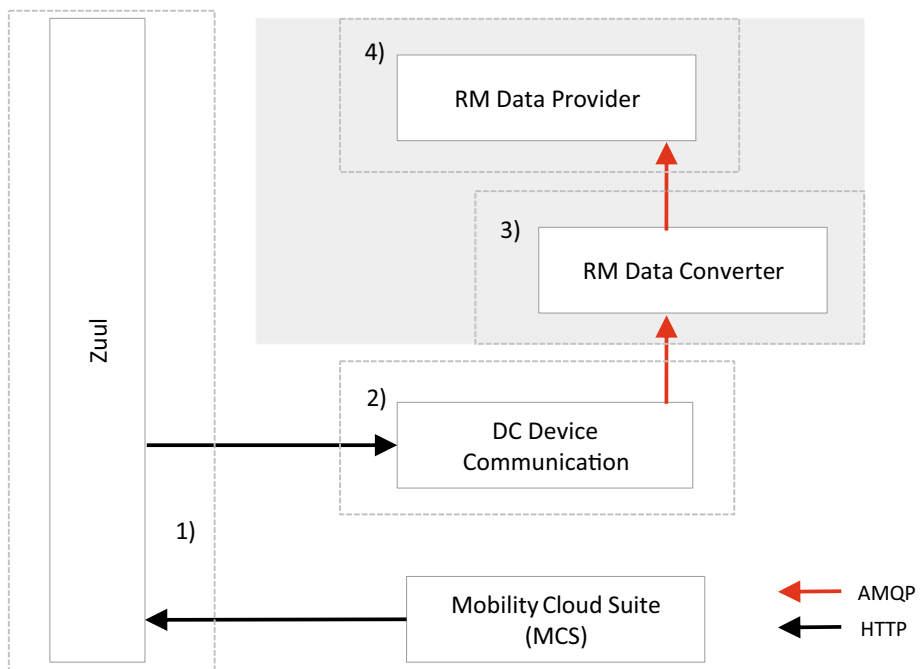 4)
RM Data Provider
3)
RM Data Converter
Zuul
2)
DC Device
Communication
1)
Mobility Cloud Suite
(MCS)
AMQP
HTTP